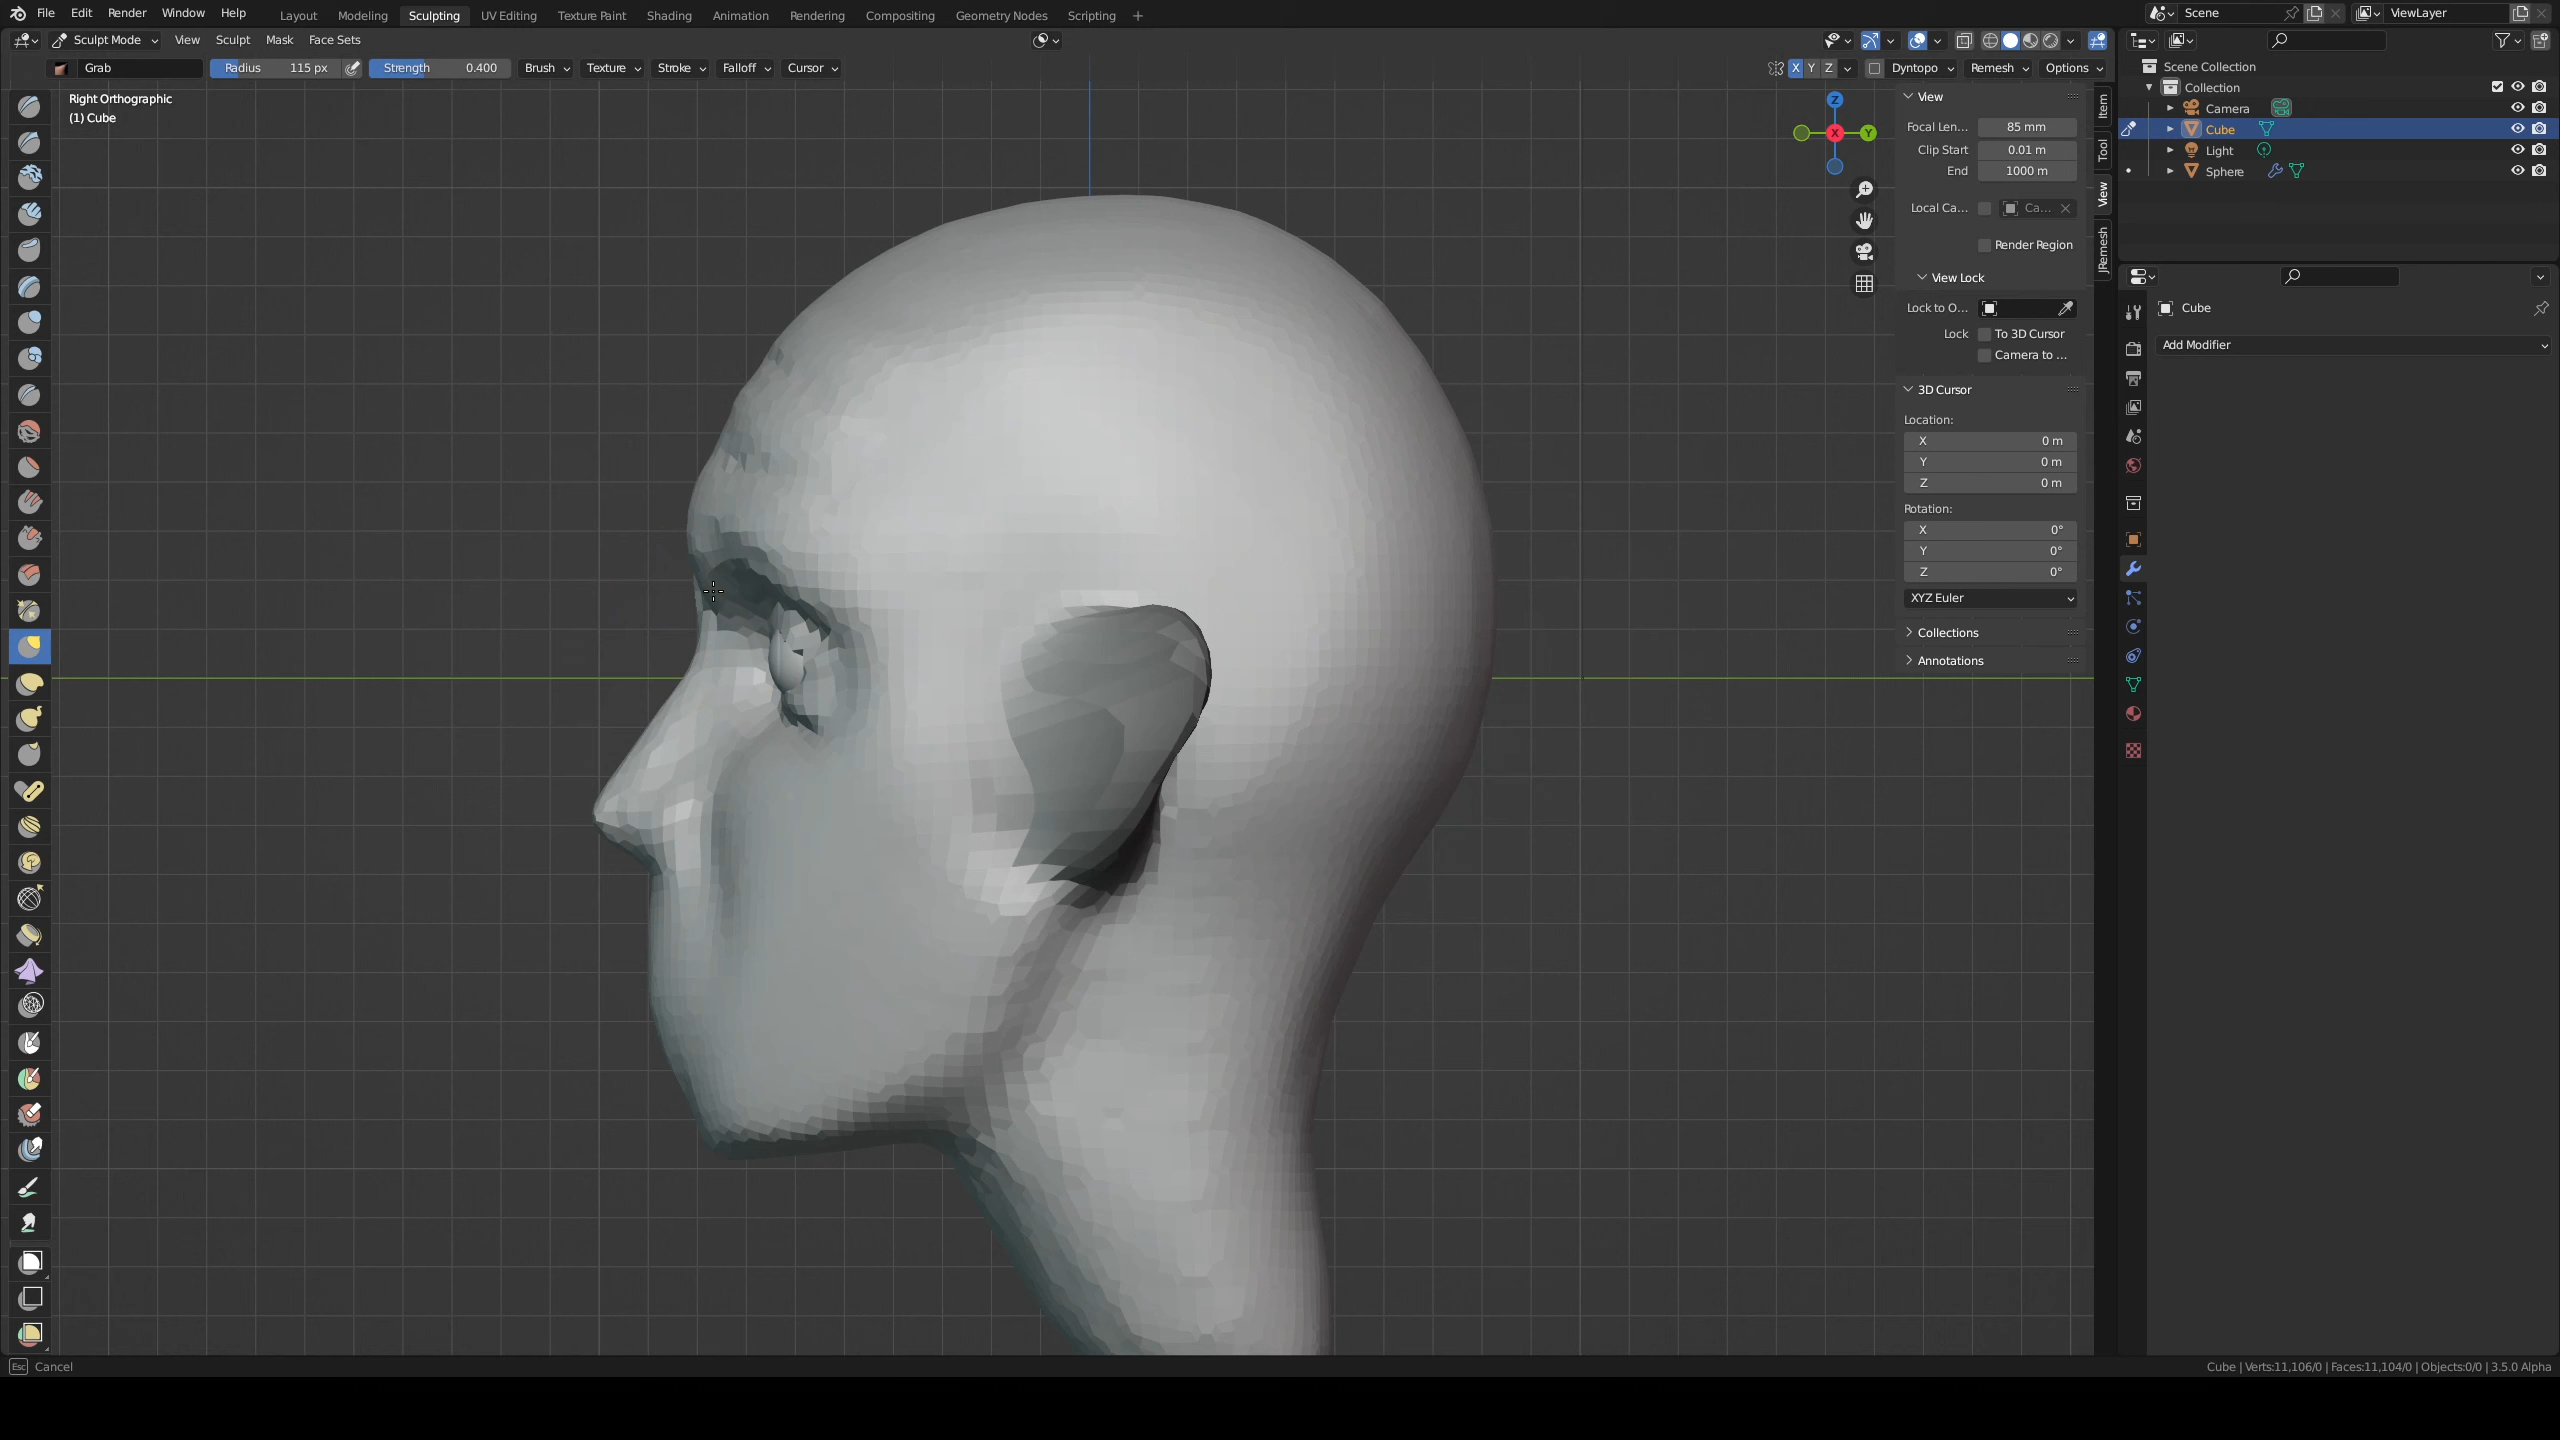 File Edit Render Window Help Layout Modeling Sculpting UV Editing Texture Paint Shading Animation Rendering Compositing Geometry Nodes Scripting + Scene ViewLayer
Sculpt Mode View Sculpt Mask Face Sets
Grab Radius 115 px Strength 0.400 Brush Texture Stroke Falloff Cursor X Y Z Dyntopo Remesh Options
Right Orthographic
(1) Cube
Z
X
Y
View
Focal Len... 85 mm
Clip Start 0.01 m
End 1000 m
Local Ca... Ca...
Render Region
View Lock
Lock to O...
Lock To 3D Cursor
Camera to ...
3D Cursor
Location:
X 0 m
Y 0 m
Z 0 m
Rotation:
X 0°
Y 0°
Z 0°
XYZ Euler
Collections
Annotations
Item
Tool
View
JRemesh
Scene Collection
Collection
Camera
Cube
Light
Sphere
Cube
Add Modifier
Esc Cancel
Cube | Verts:11,106/0 | Faces:11,104/0 | Objects:0/0 | 3.5.0 Alpha